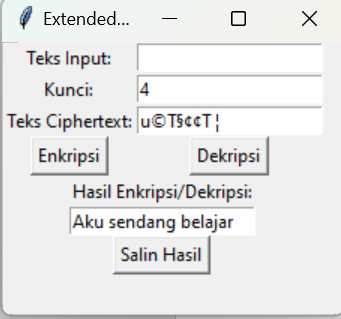 Extended...
Teks Input:
Kunci: 4
Teks Ciphertext: u©T§¢¢T¦
Enkripsi Dekripsi
Hasil Enkripsi/Dekripsi:
Aku sendang belajar
Salin Hasil